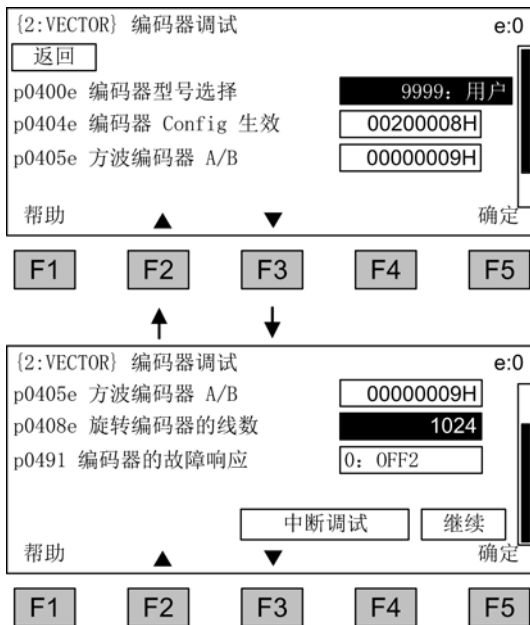 {2:VECTOR} 编码器调试 e:0
返回
p0400e 编码器型号选择 9999: 用户
p0404e 编码器 Config 生效 00200008H
p0405e 方波编码器 A/B 00000009H
帮助 ▲ ▼ 确定
F1 F2 F3 F4 F5
{2:VECTOR} 编码器调试 e:0
p0405e 方波编码器 A/B 00000009H
p0408e 旋转编码器的线数 1024
p0491 编码器的故障响应 0: OFF2
中断调试 继续
帮助 ▲ ▼ 确定
F1 F2 F3 F4 F5